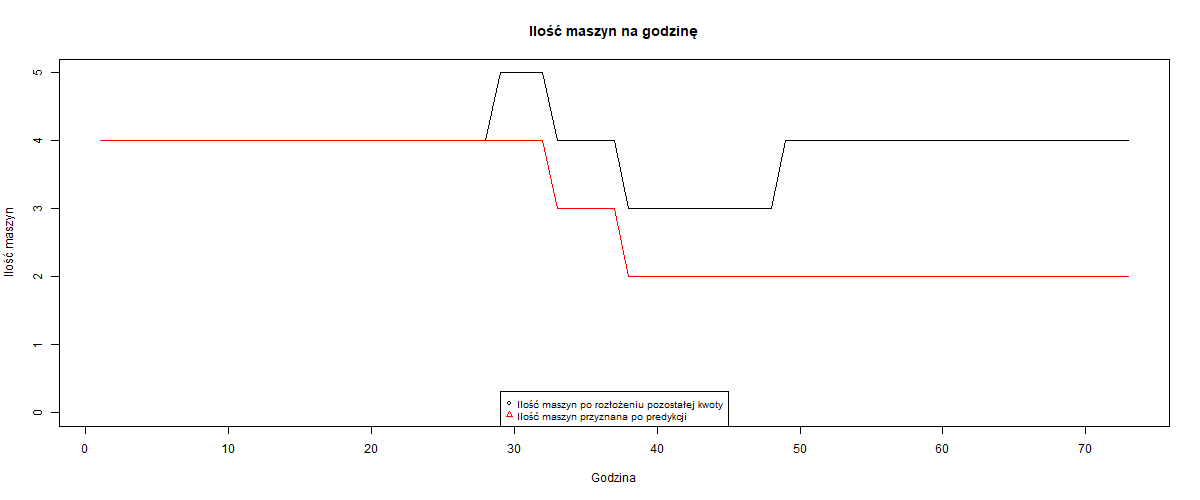 Ilość maszyn na godzinę
Ilość maszyn
5
4
3
2
1
0
Ilość maszyn po rozłożeniu pozostałej kwoty
Ilość maszyn przyznana po predykcji
0 10 20 30 40 50 60 70
Godzina